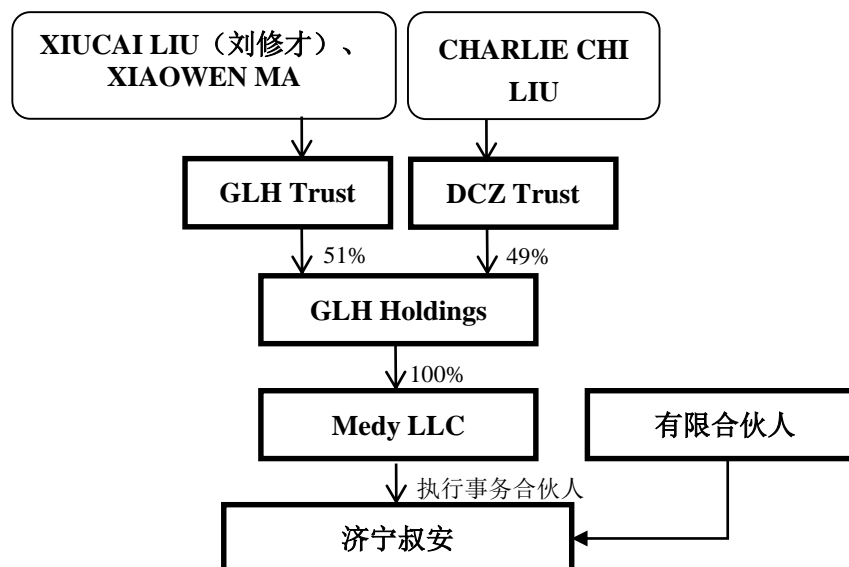 XIUCAI LIU（刘修才）、
XIAOWEN MA
CHARLIE CHI
LIU
GLH Trust
DCZ Trust
51%
49%
GLH Holdings
100%
Medy LLC
有限合伙人
执行事务合伙人
济宁叔安